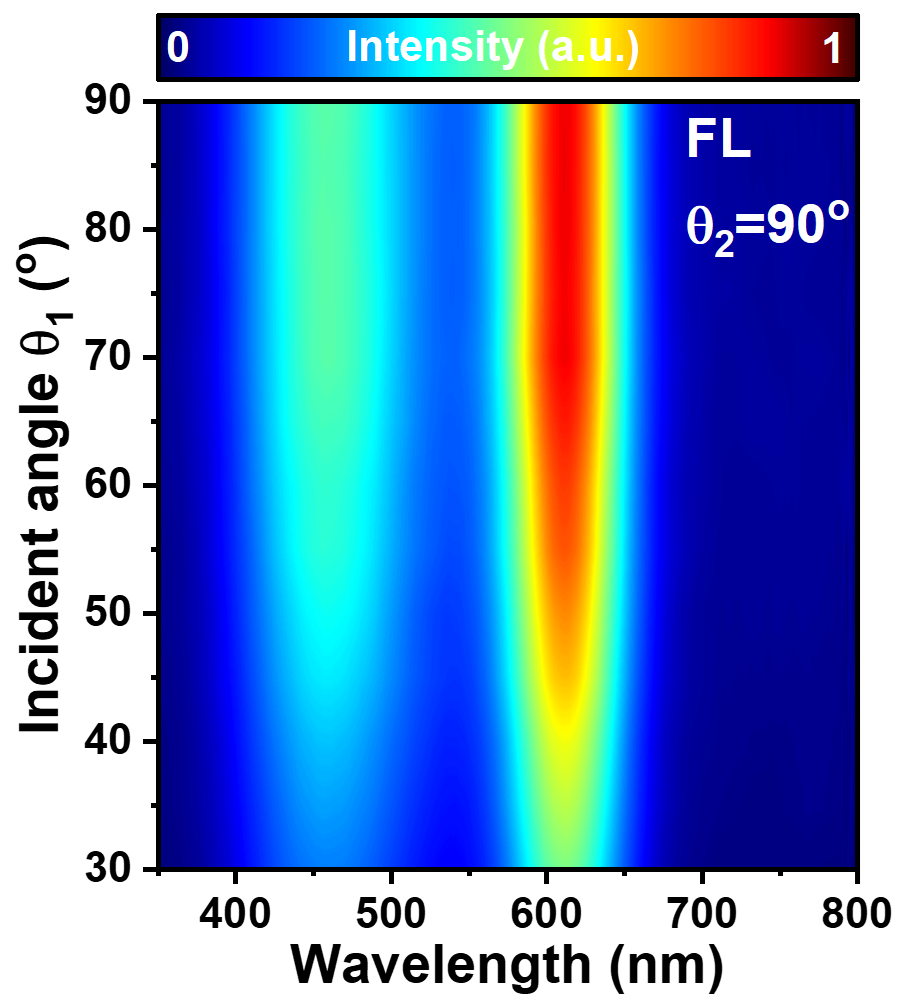 0 Intensity (a.u.) 1
FL
θ₂=90°
90
80
70
60
50
40
30
Incident angle θ₁ (º)
400 500 600 700 800
Wavelength (nm)